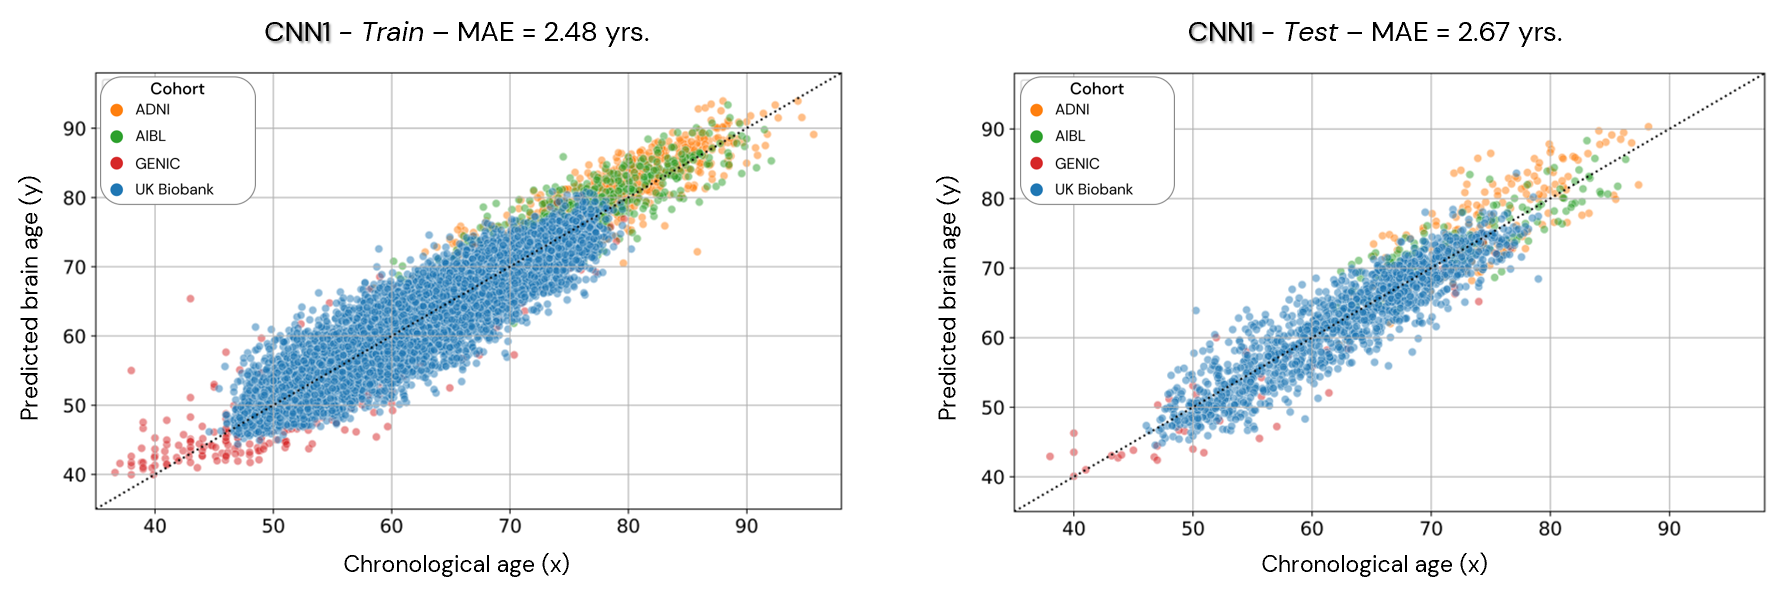 CNN1 - Train – MAE = 2.48 yrs.
Cohort
ADNI
AIBL
GENIC
UK Biobank
Predicted brain age (y)
90
80
70
60
50
40
40 50 60 70 80 90
Chronological age (x)
CNN1 - Test – MAE = 2.67 yrs.
Cohort
ADNI
AIBL
GENIC
UK Biobank
Predicted brain age (y)
90
80
70
60
50
40
40 50 60 70 80 90
Chronological age (x)